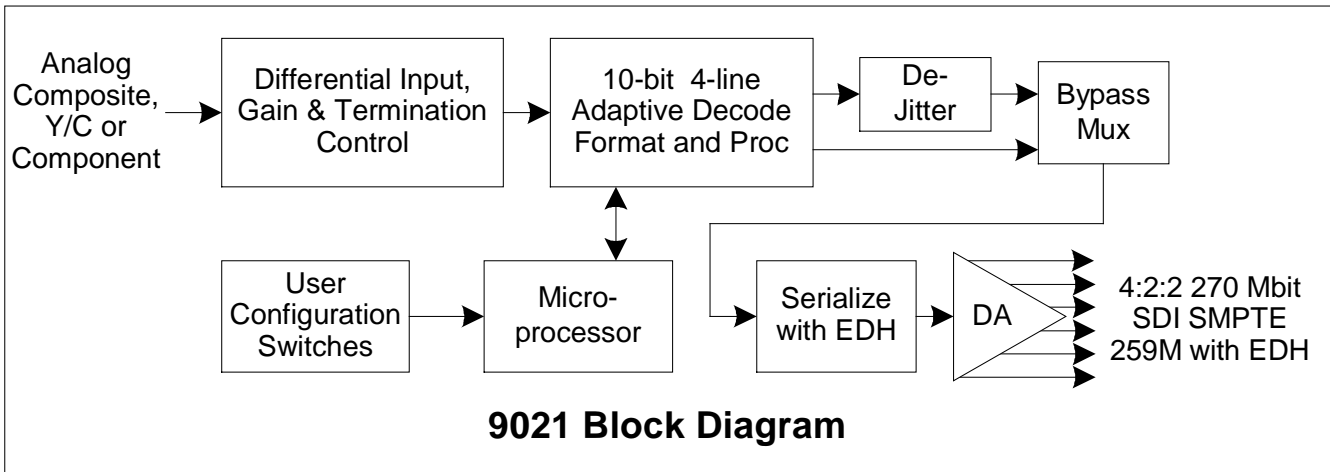 Analog
Composite,
Y/C or
Component
Differential Input,
Gain & Termination
Control
10-bit 4-line
Adaptive Decode
Format and Proc
De-
Jitter
Bypass
Mux
User
Configuration
Switches
Micro-
processor
Serialize
with EDH
DA
4:2:2 270 Mbit
SDI SMPTE
259M with EDH
9021 Block Diagram